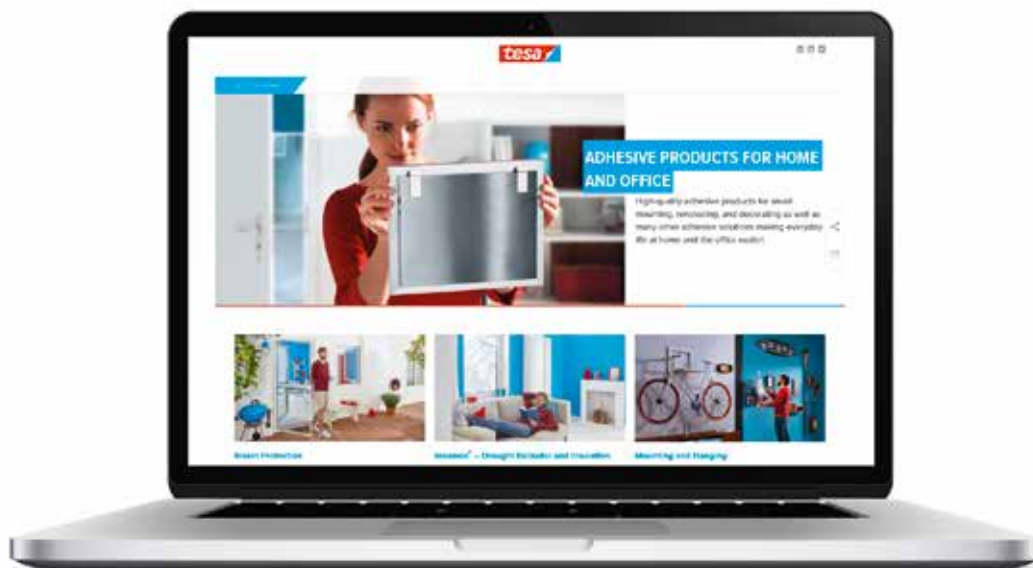 tesa
ADHESIVE PRODUCTS FOR HOME
AND OFFICE
High-quality adhesive products for smart
mounting, renovating, and decorating as well as
many other adhesive solutions making everyday
life at home and the office easier!
Insect Protection
– Draught Excluder and Insulation
Mounting and Hanging